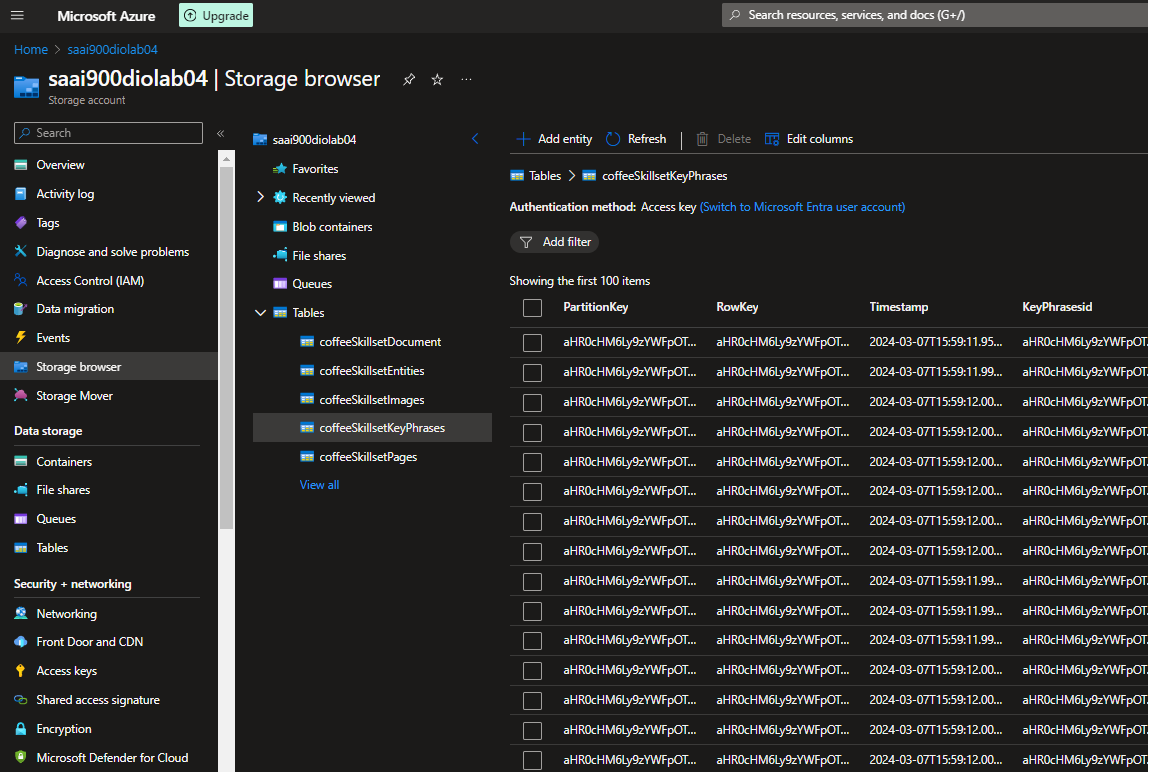 Microsoft Azure
Upgrade
Search resources, services, and docs (G+/)
Home > saai900diolab04
saai900diolab04 | Storage browser
Storage account
Search
Overview
Activity log
Tags
Diagnose and solve problems
Access Control (IAM)
Data migration
Events
Storage browser
Storage Mover
Data storage
Containers
File shares
Queues
Tables
Security + networking
Networking
Front Door and CDN
Access keys
Shared access signature
Encryption
Microsoft Defender for Cloud
saai900diolab04
Favorites
Recently viewed
Blob containers
File shares
Queues
Tables
coffeeSkillsetDocument
coffeeSkillsetEntities
coffeeSkillsetImages
coffeeSkillsetKeyPhrases
coffeeSkillsetPages
View all
Add entity Refresh Delete Edit columns
Tables > coffeeSkillsetKeyPhrases
Authentication method: Access key (Switch to Microsoft Entra user account)
Add filter
Showing the first 100 items
PartitionKey RowKey Timestamp KeyPhrasesid
aHR0cHM6Ly9zYWFpOT... aHR0cHM6Ly9zYWFpOT... 2024-03-07T15:59:11.95... aHR0cHM6Ly9zYWFpOT.
aHR0cHM6Ly9zYWFpOT... aHR0cHM6Ly9zYWFpOT... 2024-03-07T15:59:11.99... aHR0cHM6Ly9zYWFpOT.
aHR0cHM6Ly9zYWFpOT... aHR0cHM6Ly9zYWFpOT... 2024-03-07T15:59:12.00... aHR0cHM6Ly9zYWFpOT.
aHR0cHM6Ly9zYWFpOT... aHR0cHM6Ly9zYWFpOT... 2024-03-07T15:59:12.00... aHR0cHM6Ly9zYWFpOT.
aHR0cHM6Ly9zYWFpOT... aHR0cHM6Ly9zYWFpOT... 2024-03-07T15:59:12.00... aHR0cHM6Ly9zYWFpOT.
aHR0cHM6Ly9zYWFpOT... aHR0cHM6Ly9zYWFpOT... 2024-03-07T15:59:12.00... aHR0cHM6Ly9zYWFpOT.
aHR0cHM6Ly9zYWFpOT... aHR0cHM6Ly9zYWFpOT... 2024-03-07T15:59:12.00... aHR0cHM6Ly9zYWFpOT.
aHR0cHM6Ly9zYWFpOT... aHR0cHM6Ly9zYWFpOT... 2024-03-07T15:59:12.00... aHR0cHM6Ly9zYWFpOT.
aHR0cHM6Ly9zYWFpOT... aHR0cHM6Ly9zYWFpOT... 2024-03-07T15:59:11.99... aHR0cHM6Ly9zYWFpOT.
aHR0cHM6Ly9zYWFpOT... aHR0cHM6Ly9zYWFpOT... 2024-03-07T15:59:11.99... aHR0cHM6Ly9zYWFpOT.
aHR0cHM6Ly9zYWFpOT... aHR0cHM6Ly9zYWFpOT... 2024-03-07T15:59:11.99... aHR0cHM6Ly9zYWFpOT.
aHR0cHM6Ly9zYWFpOT... aHR0cHM6Ly9zYWFpOT... 2024-03-07T15:59:12.00... aHR0cHM6Ly9zYWFpOT.
aHR0cHM6Ly9zYWFpOT... aHR0cHM6Ly9zYWFpOT... 2024-03-07T15:59:12.00... aHR0cHM6Ly9zYWFpOT.
aHR0cHM6Ly9zYWFpOT... aHR0cHM6Ly9zYWFpOT... 2024-03-07T15:59:12.00... aHR0cHM6Ly9zYWFpOT.
aHR0cHM6Ly9zYWFpOT... aHR0cHM6Ly9zYWFpOT... 2024-03-07T15:59:12.00... aHR0cHM6Ly9zYWFpOT.